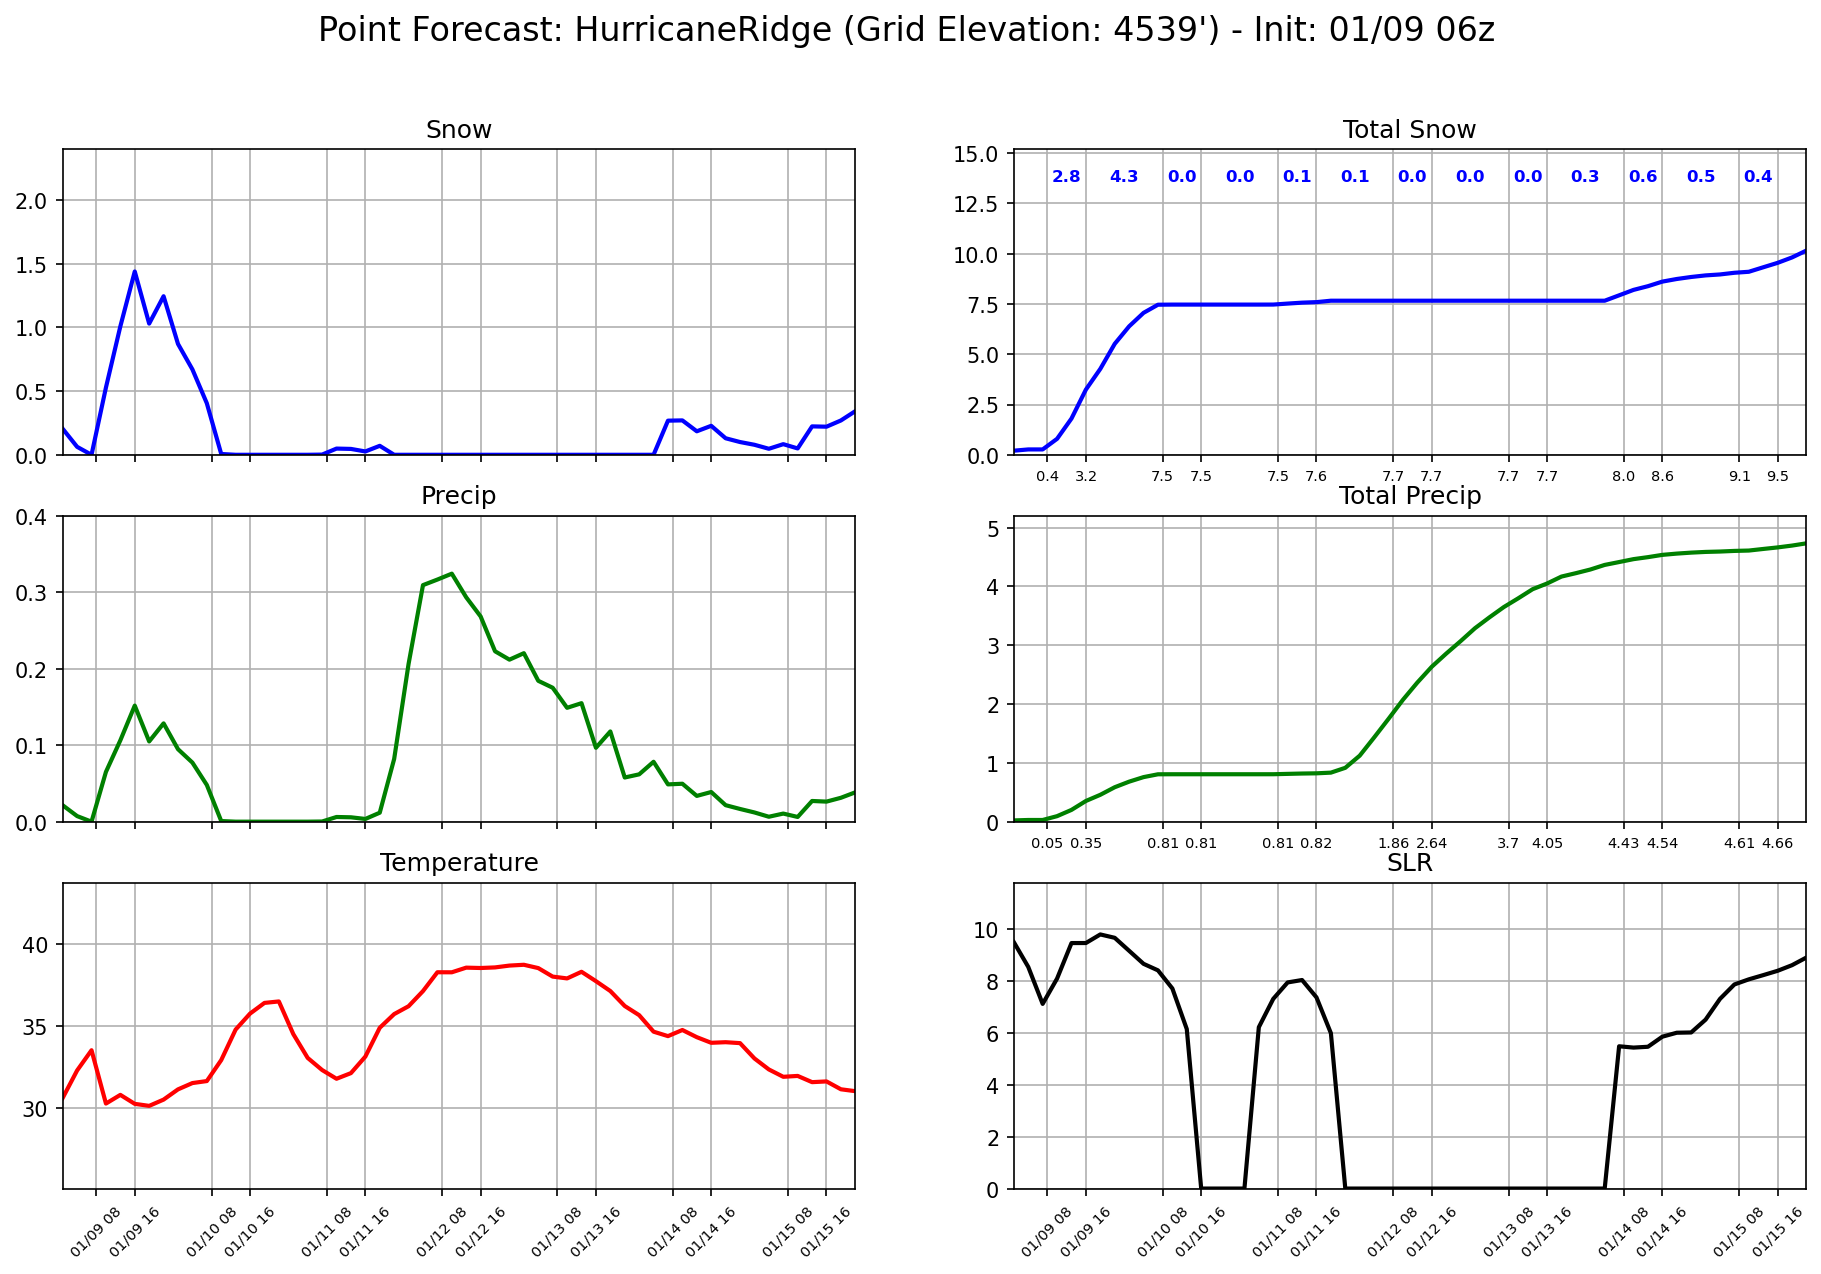 Point Forecast: HurricaneRidge (Grid Elevation: 4539') - Init: 01/09 06z
Snow
2.0
1.5
1.0
0.5
0.0
Total Snow
15.0
12.5
10.0
7.5
5.0
2.5
0.0
2.8 4.3 0.0 0.0 0.1 0.1 0.0 0.0 0.0 0.3 0.6 0.5 0.4
0.4 3.2 7.5 7.5 7.5 7.6 7.7 7.7 7.7 7.7 8.0 8.6 9.1 9.5
Precip
0.4
0.3
0.2
0.1
0.0
Total Precip
5
4
3
2
1
0
0.05 0.35 0.81 0.81 0.81 0.82 1.86 2.64 3.7 4.05 4.43 4.54 4.61 4.66
Temperature
40
35
30
01/09 08 01/09 16 01/10 08 01/10 16 01/11 08 01/11 16 01/12 08 01/12 16 01/13 08 01/13 16 01/14 08 01/14 16 01/15 08 01/15 16
SLR
10
8
6
4
2
0
01/09 08 01/09 16 01/10 08 01/10 16 01/11 08 01/11 16 01/12 08 01/12 16 01/13 08 01/13 16 01/14 08 01/14 16 01/15 08 01/15 16